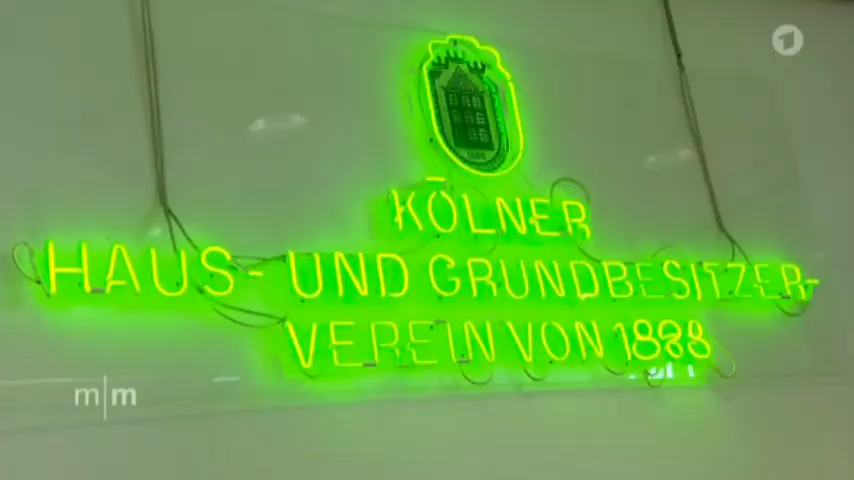 KÖLNER
HAUS- UND GRUNDBESITZER-
VEREIN VON 1888
m|m